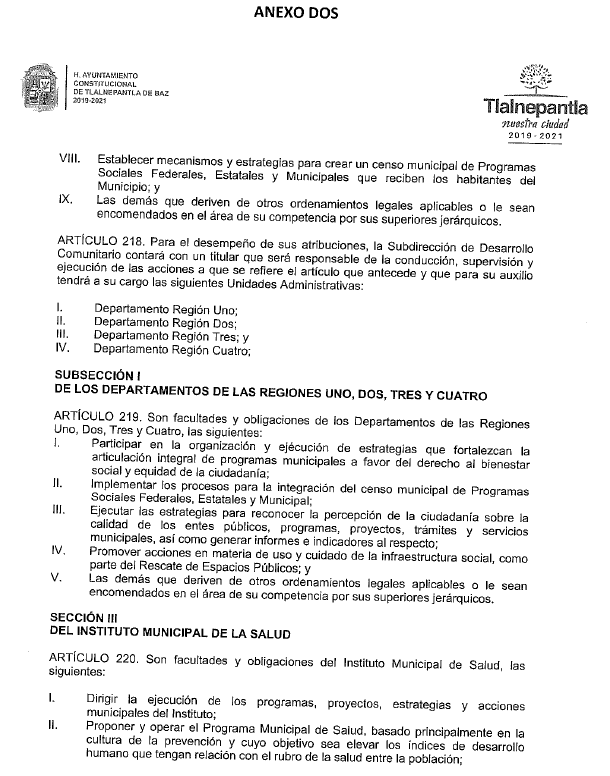 ANEXO DOS
H. AYUNTAMIENTO
CONSTITUCIONAL
DE TLALNEPANTLA DE BAZ
2019-2021
Tlalnepantla
nuestra ciudad
2019 - 2021
VIII. Establecer mecanismos y estrategias para crear un censo municipal de Programas
Sociales Federales, Estatales y Municipales que reciben los habitantes del
Municipio; y
IX. Las demás que deriven de otros ordenamientos legales aplicables o le sean
encomendados en el área de su competencia por sus superiores jerárquicos.
ARTÍCULO 218. Para el desempeño de sus atribuciones, la Subdirección de Desarrollo
Comunitario contará con un titular que será responsable de la conducción, supervisión y
ejecución de las acciones a que se refiere el artículo que antecede y que para su auxilio
tendrá a su cargo las siguientes Unidades Administrativas:
I. Departamento Región Uno;
II. Departamento Región Dos;
III. Departamento Región Tres; y
IV. Departamento Región Cuatro;
SUBSECCIÓN I
DE LOS DEPARTAMENTOS DE LAS REGIONES UNO, DOS, TRES Y CUATRO
ARTÍCULO 219. Son facultades y obligaciones de los Departamentos de las Regiones
Uno, Dos, Tres y Cuatro, las siguientes:
I. Participar en la organización y ejecución de estrategias que fortalezcan la
articulación integral de programas municipales a favor del derecho al bienestar
social y equidad de la ciudadanía;
II. Implementar los procesos para la integración del censo municipal de Programas
Sociales Federales, Estatales y Municipal;
III. Ejecutar las estrategias para reconocer la percepción de la ciudadanía sobre la
calidad de los entes públicos, programas, proyectos, trámites y servicios
municipales, así como generar informes e indicadores al respecto;
IV. Promover acciones en materia de uso y cuidado de la infraestructura social, como
parte del Rescate de Espacios Públicos; y
V. Las demás que deriven de otros ordenamientos legales aplicables o le sean
encomendados en el área de su competencia por sus superiores jerárquicos.
SECCIÓN III
DEL INSTITUTO MUNICIPAL DE LA SALUD
ARTÍCULO 220. Son facultades y obligaciones del Instituto Municipal de Salud, las
siguientes:
I. Dirigir la ejecución de los programas, proyectos, estrategias y acciones
municipales del Instituto;
II. Proponer y operar el Programa Municipal de Salud, basado principalmente en la
cultura de la prevención y cuyo objetivo sea elevar los índices de desarrollo
humano que tengan relación con el rubro de la salud entre la población;